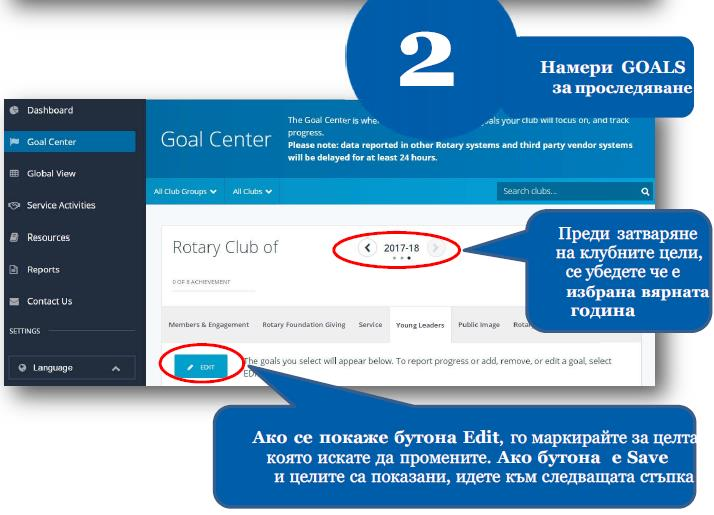 2
Намери GOALS
за проследяване
Dashboard
Goal Center
Global View
Service Activities
Resources
Reports
Contact Us
SETTINGS
Language
Goal Center
The Goal Center is where
als your club will focus on, and track
progress.
Please note: data reported in other Rotary systems and third party vendor systems
will be delayed for at least 24 hours.
All Club Groups
All Clubs
Search clubs...
Rotary Club of
2017-18
0 OF 8 ACHIEVEMENT
Members & Engagement Rotary Foundation Giving Service Young Leaders Public Image Rota
EDIT
The goals you select will appear below. To report progress or add, remove, or edit a goal, select
Преди затваряне
на клубните цели,
се убедете че е
избрана вярната
година
Ако се покаже бутона Edit, го маркирайте за целта
която искате да промените. Ако бутона е Save
и целите са показани, идете към следващата стъпка